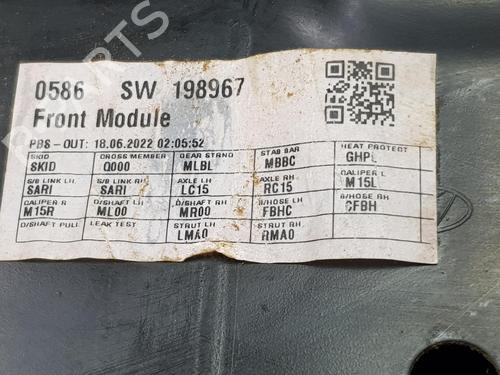 0586 SW 198967
Front Module
PBS-OUT: 18.06.2022 02:05:52
SKID CROSS MEMBER GEAR STRNG STAB BAR HEAT PROTECT
SKID Q000 MLBL MBBC GHPL
S/B LINK LH S/B LINK RH AXLE LH AXLE RH CALIPER L
SARI SARI LC15 RC15 M15L
CALIPER R D/SHAFT LH D/SHAFT RH B/HOSE LH B/HOSE RH
M15R ML00 MR00 FBHC CFBH
D/SHAFT PULL LEAK TEST STRUT LH STRUT RH
LMA0 RMA0
PARTS